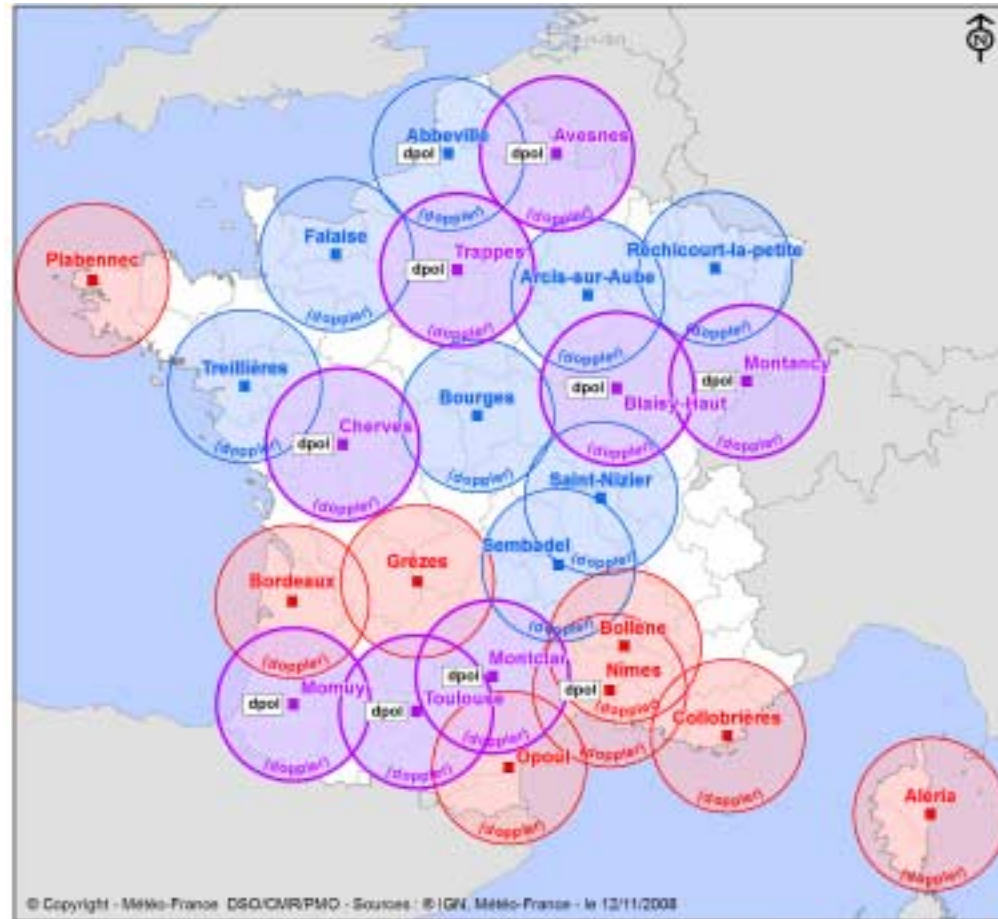 N
Abbeville
dpol
(doppler)
Avesnes
dpol
(doppler)
Falaise
(doppler)
Trappes
dpol
(doppler)
Plabennec
Arcis-sur-Aube
(doppler)
Réchicourt-la-petite
(doppler)
Treillières
(doppler)
Cherves
dpol
(doppler)
Bourges
(doppler)
dpol
Blaisy-Haut
(doppler)
Montancy
dpol
(doppler)
Saint-Nizier
(doppler)
Sembadel
(doppler)
Grèzes
Bordeaux
(doppler)
Bollène
(doppler)
Nîmes
dpol
(doppler)
Montclar
dpol
(doppler)
Momuy
dpol
(doppler)
Toulouse
dpol
(doppler)
Opoul
(doppler)
Collobrières
(doppler)
Aléria
(doppler)
© Copyright - Météo-France DSO/CMR/PMO - Sources : ® IGN, Météo-France - le 12/11/2008